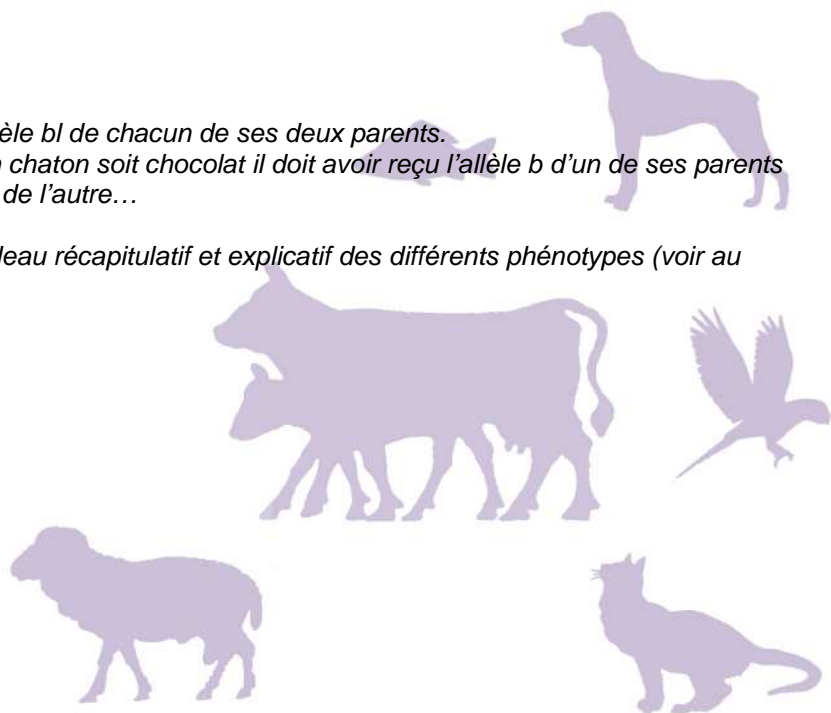 èle bl de chacun de ses deux parents.
chaton soit chocolat il doit avoir reçu l'allèle b d'un de ses parents
de l'autre…
leau récapitulatif et explicatif des différents phénotypes (voir au